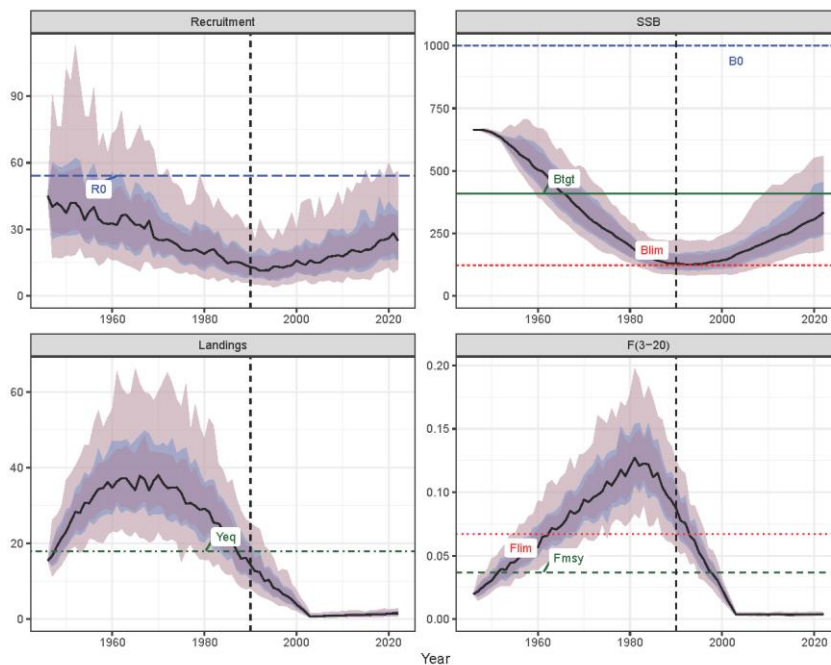 Recruitment
SSB
90
60
30
0
R0
1960
1980
2000
2020
1000
750
500
250
0
B0
Btgt
Blim
1960
1980
2000
2020
Landings
F(3−20)
60
40
20
0
Yeq
1960
1980
2000
2020
0.20
0.15
0.10
0.05
0.00
Flim
Fmsy
1960
1980
2000
2020
Year